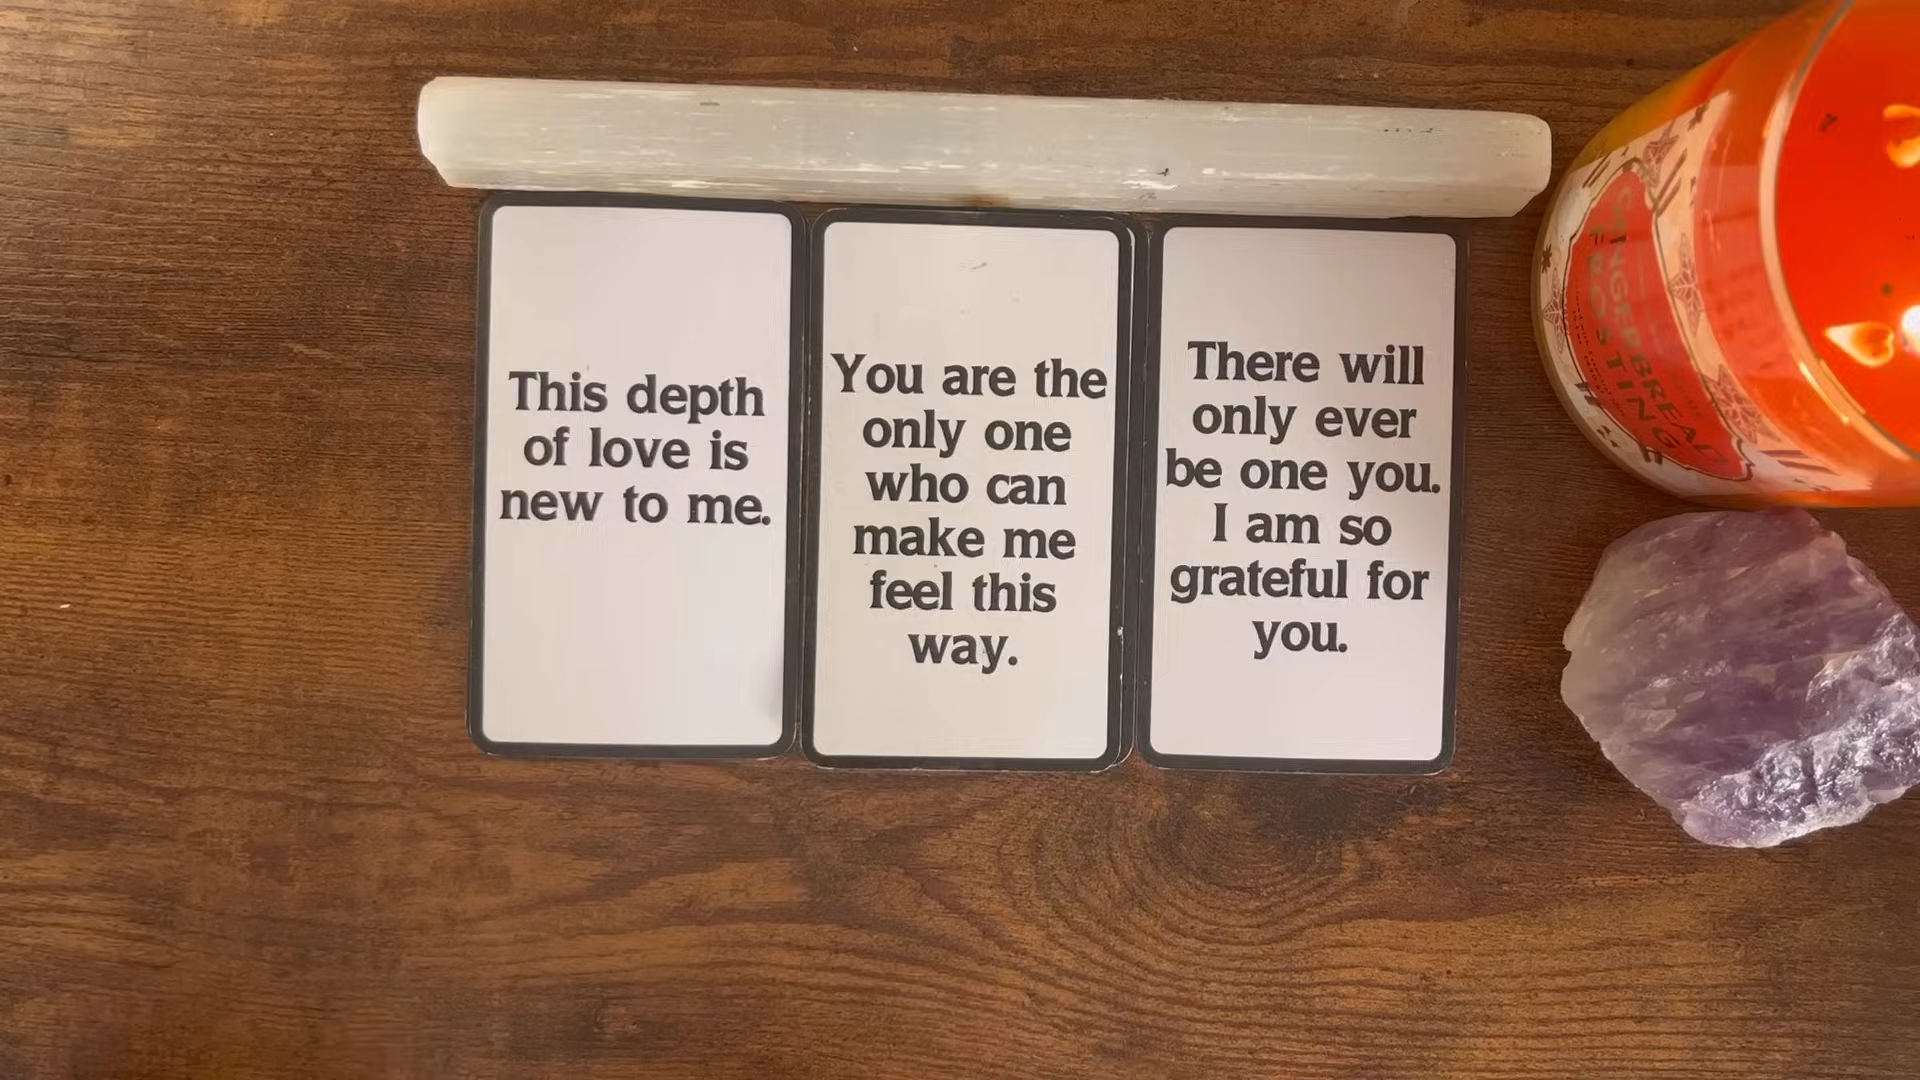 This depth
of love is
new to me.
You are the
only one
who can
make me
feel this
way.
There will
only ever
be one you.
I am so
grateful for
you.
GINGERBREAD
FROSTING